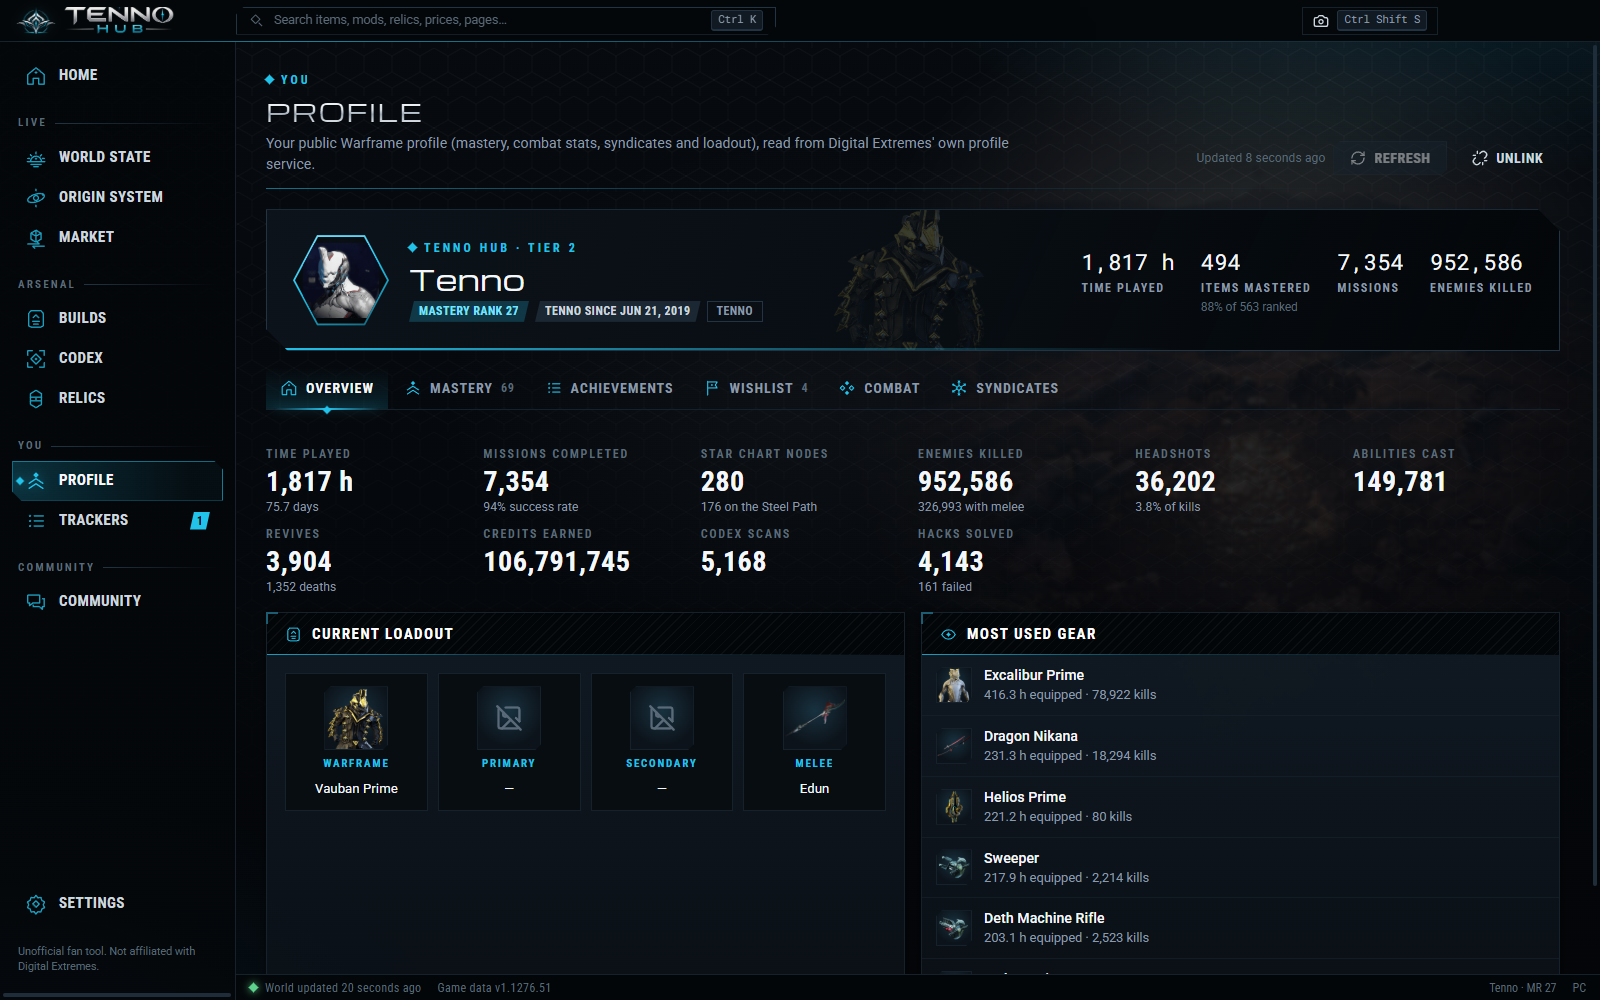 TENNO
HUB
Search items, mods, relics, prices, pages...
Ctrl K
Ctrl Shift S
HOME
LIVE
WORLD STATE
ORIGIN SYSTEM
MARKET
ARSENAL
BUILDS
CODEX
RELICS
YOU
PROFILE
TRACKERS
1
COMMUNITY
COMMUNITY
SETTINGS
Unofficial fan tool. Not affiliated with
Digital Extremes.
YOU
PROFILE
Your public Warframe profile (mastery, combat stats, syndicates and loadout), read from Digital Extremes' own profile
service.
Updated 8 seconds ago
REFRESH
UNLINK
TENNO HUB · TIER 2
Tenno
MASTERY RANK 27
TENNO SINCE JUN 21, 2019
TENNO
1,817 h
TIME PLAYED
494
ITEMS MASTERED
88% of 563 ranked
7,354
MISSIONS
952,586
ENEMIES KILLED
OVERVIEW
MASTERY 69
ACHIEVEMENTS
WISHLIST 4
COMBAT
SYNDICATES
TIME PLAYED
1,817 h
75.7 days
MISSIONS COMPLETED
7,354
94% success rate
STAR CHART NODES
280
176 on the Steel Path
ENEMIES KILLED
952,586
326,993 with melee
HEADSHOTS
36,202
3.8% of kills
ABILITIES CAST
149,781
REVIVES
3,904
1,352 deaths
CREDITS EARNED
106,791,745
CODEX SCANS
5,168
HACKS SOLVED
4,143
161 failed
CURRENT LOADOUT
WARFRAME
Vauban Prime
PRIMARY
—
SECONDARY
—
MELEE
Edun
MOST USED GEAR
Excalibur Prime
416.3 h equipped · 78,922 kills
Dragon Nikana
231.3 h equipped · 18,294 kills
Helios Prime
221.2 h equipped · 80 kills
Sweeper
217.9 h equipped · 2,214 kills
Deth Machine Rifle
203.1 h equipped · 2,523 kills
World updated 20 seconds ago
Game data v1.1276.51
Tenno · MR 27
PC